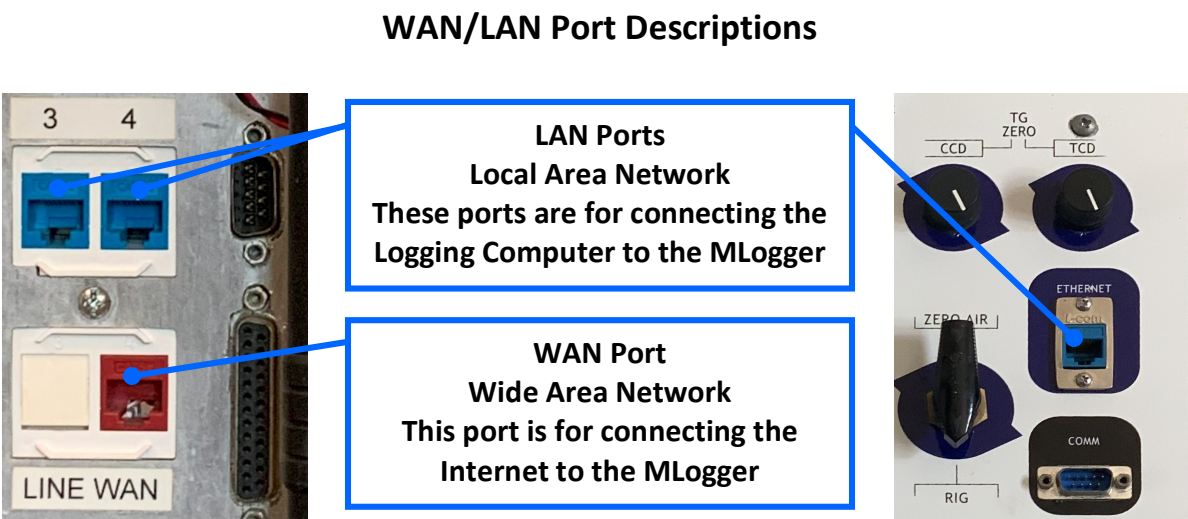 WAN/LAN Port Descriptions
3 4
LINE WAN
LAN Ports
Local Area Network
These ports are for connecting the
Logging Computer to the MLogger
WAN Port
Wide Area Network
This port is for connecting the
Internet to the MLogger
TG
ZERO
CCD TCD
ETHERNET
L-com
ZERO AIR
COMM
RIG